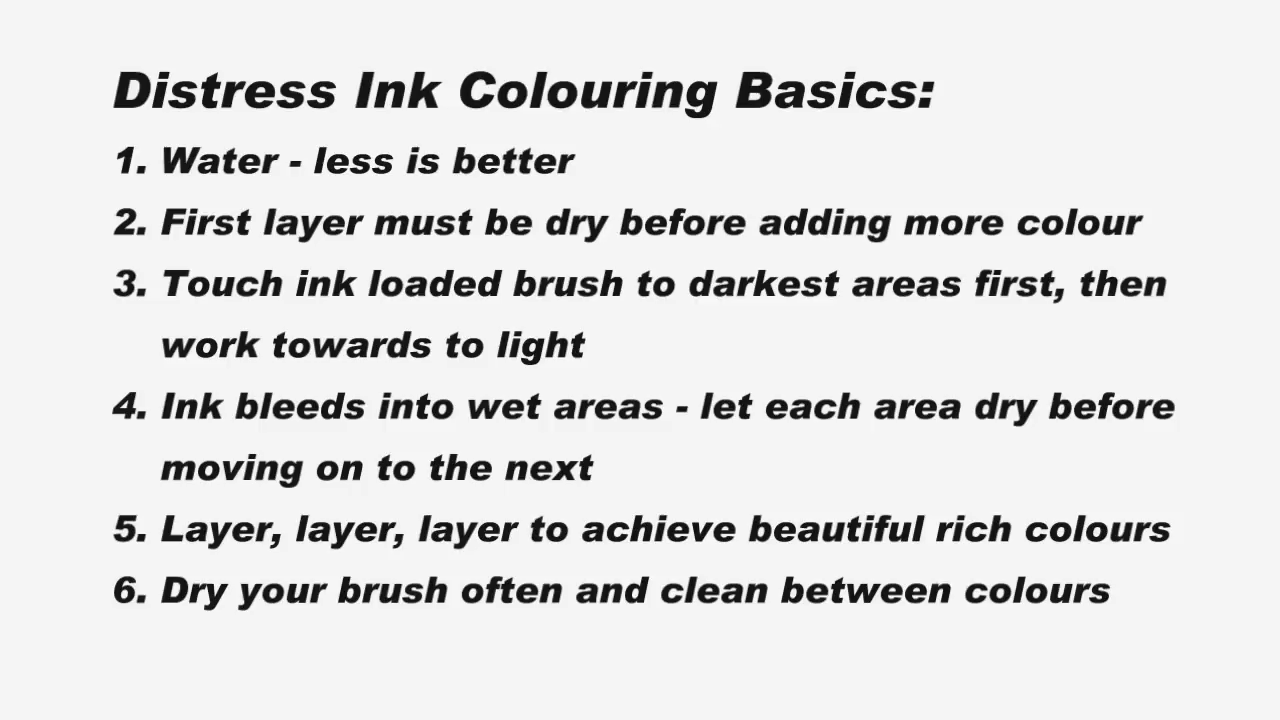 Distress Ink Colouring Basics:
1. Water - less is better
2. First layer must be dry before adding more colour
3. Touch ink loaded brush to darkest areas first, then
work towards to light
4. Ink bleeds into wet areas - let each area dry before
moving on to the next
5. Layer, layer, layer to achieve beautiful rich colours
6. Dry your brush often and clean between colours